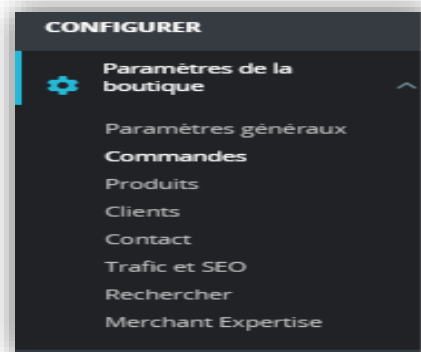 CONFIGURER
Paramètres de la
boutique
Paramètres généraux
Commandes
Produits
Clients
Contact
Trafic et SEO
Rechercher
Merchant Expertise